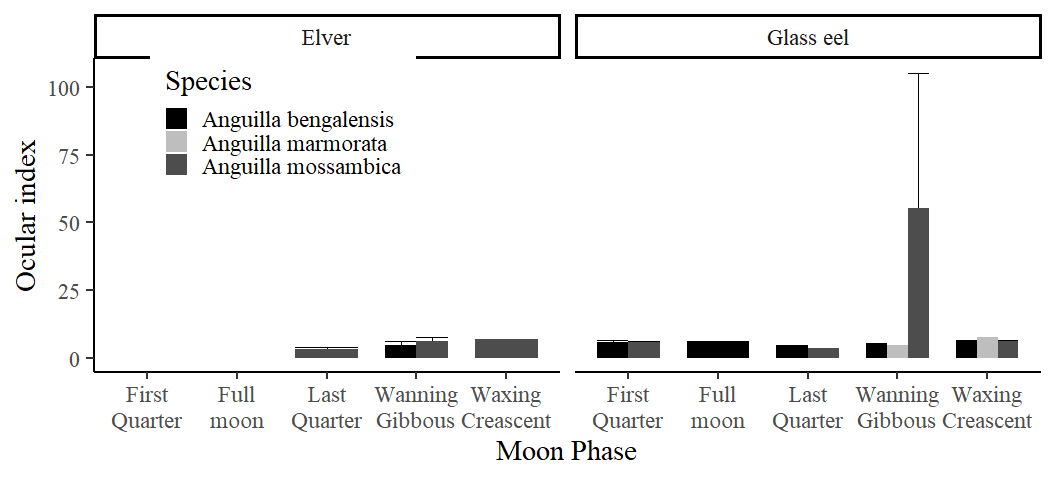 Elver
Glass eel
Species
Anguilla bengalensis
Anguilla marmorata
Anguilla mossambica
Ocular index
100
75
50
25
0
First Quarter
Full moon
Last Quarter
Wanning Gibbous
Waxing Creascent
First Quarter
Full moon
Last Quarter
Wanning Gibbous
Waxing Creascent
Moon Phase